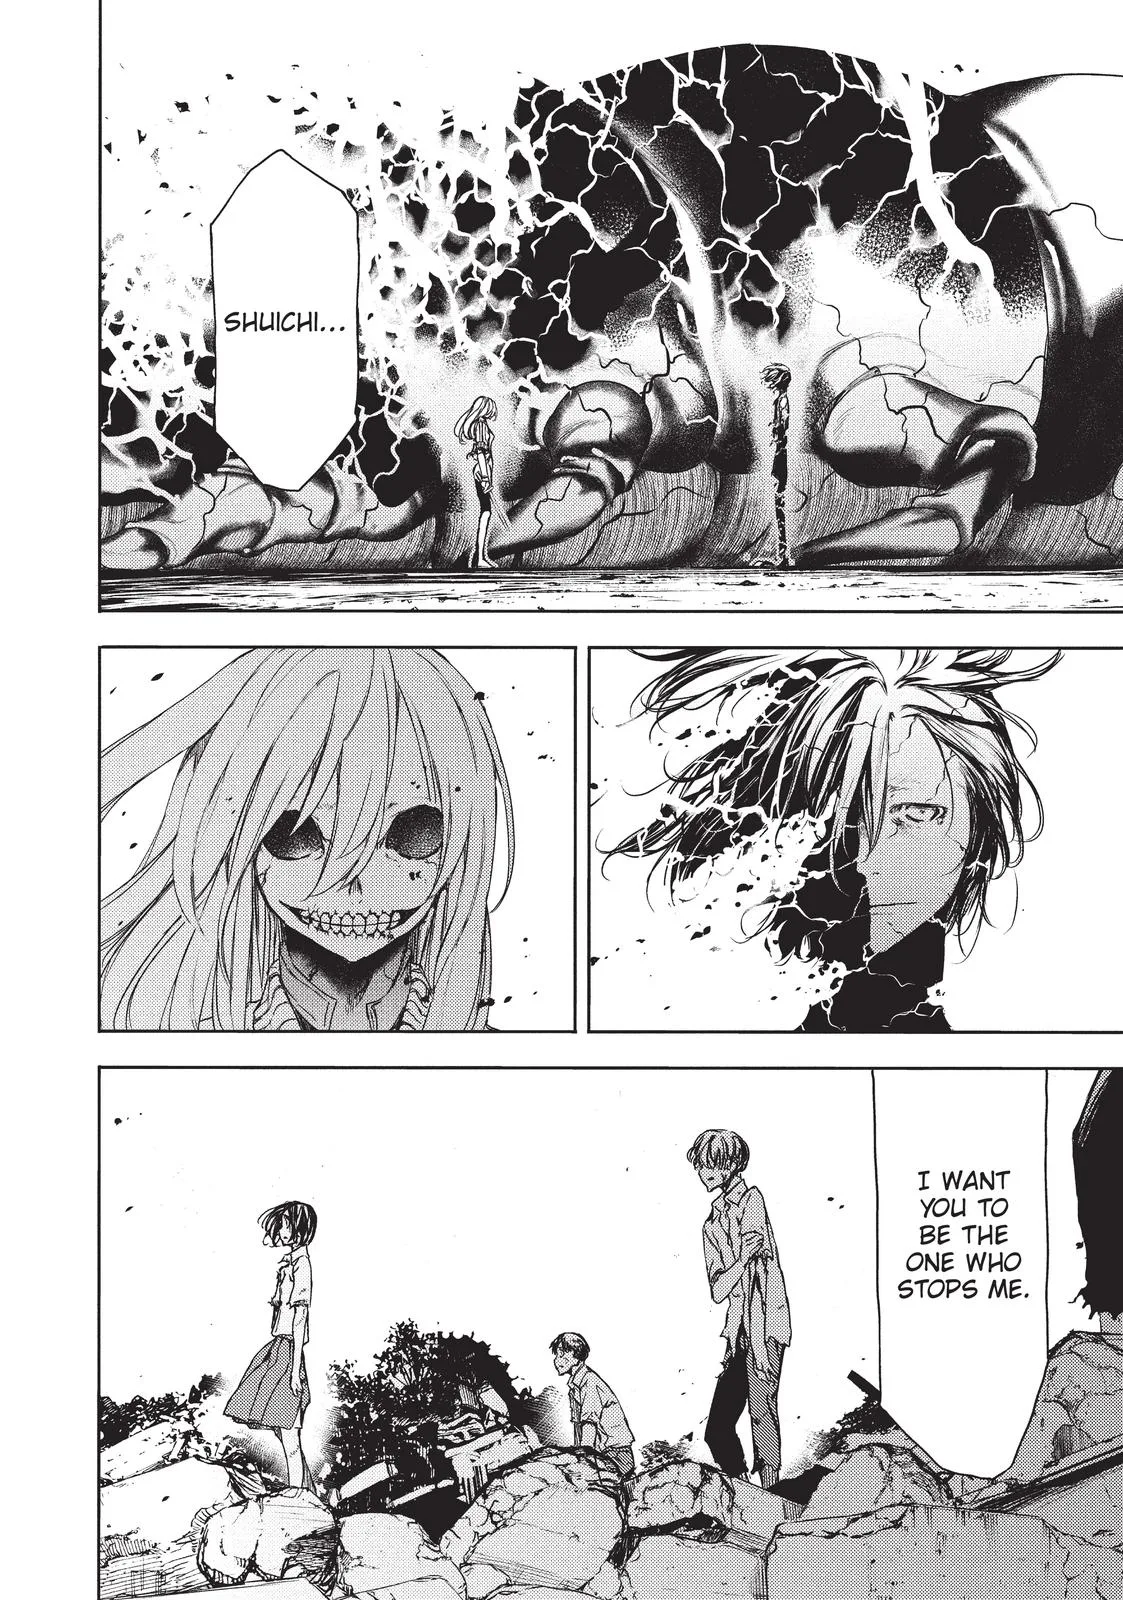 SHUICHI...
I WANT
YOU TO
BE THE
ONE WHO
STOPS ME.